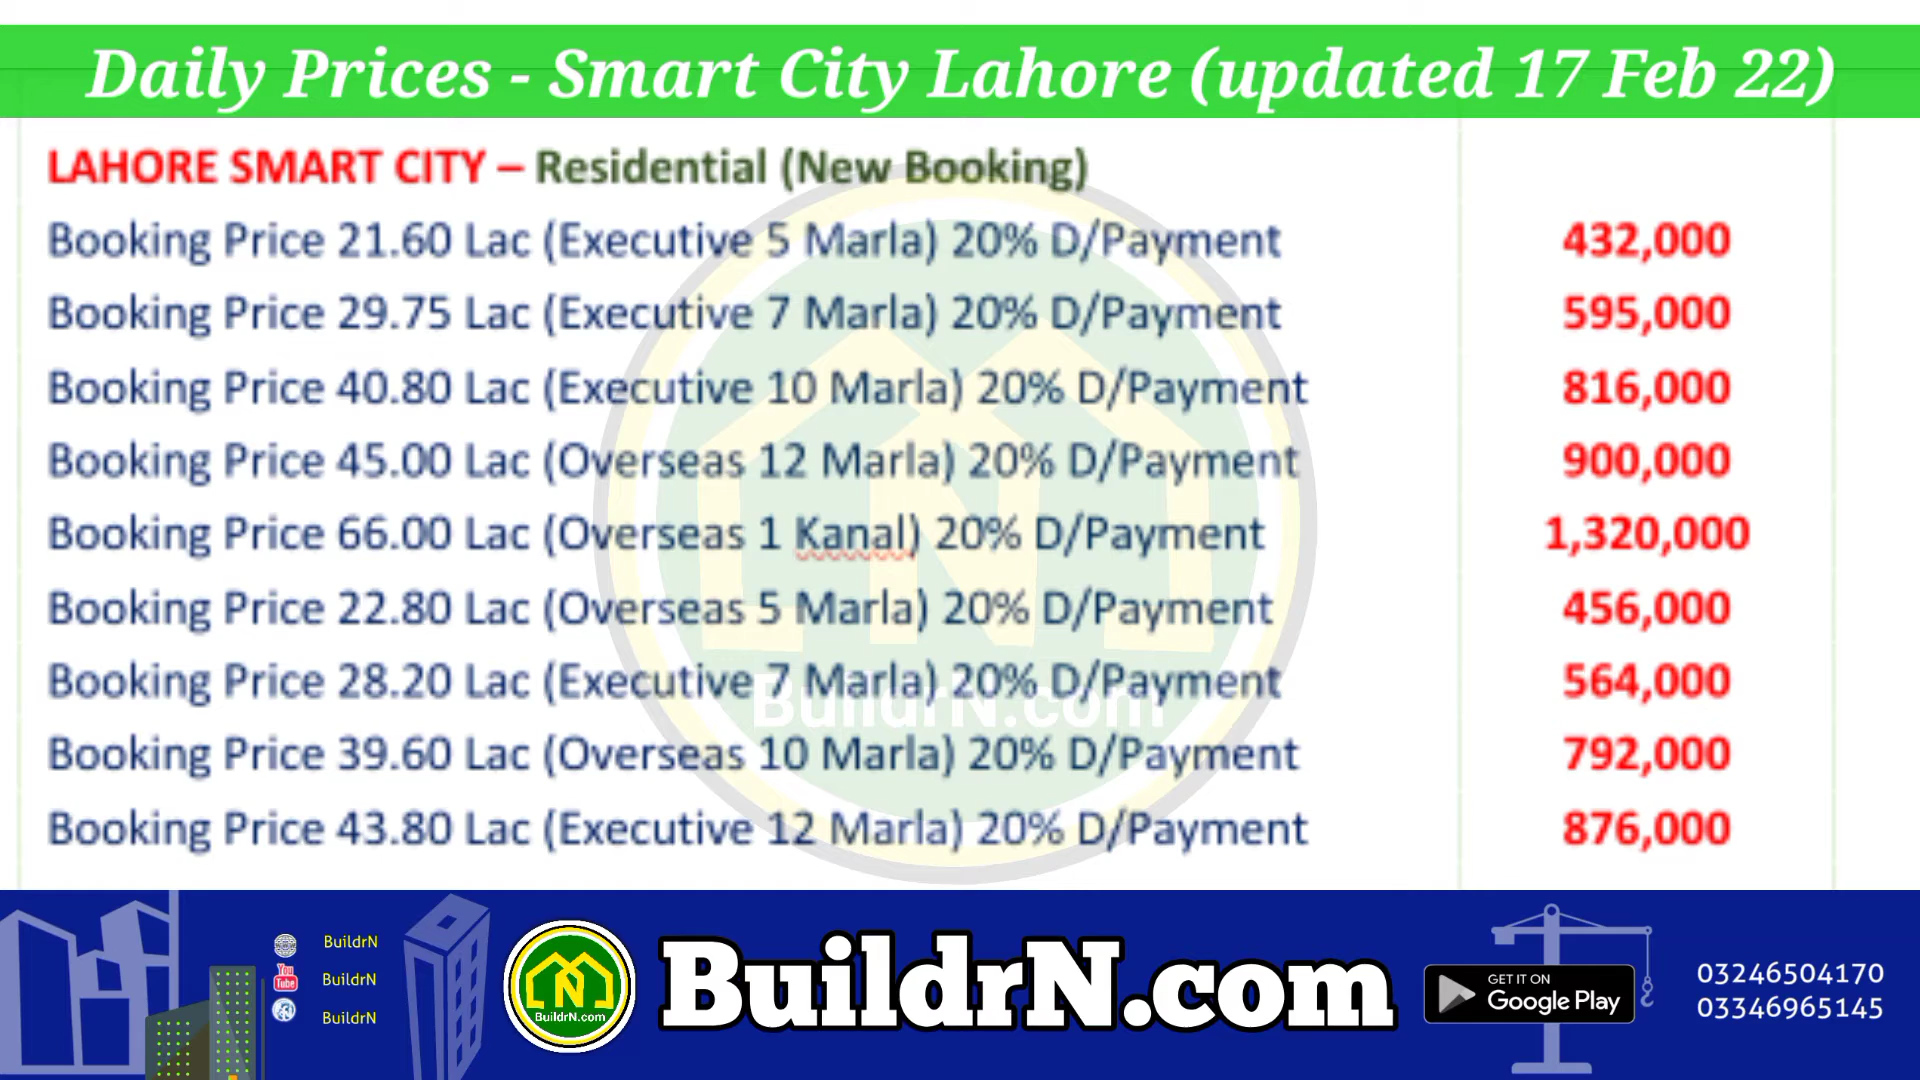 Daily Prices - Smart City Lahore (updated 17 Feb 22)
LAHORE SMART CITY – Residential (New Booking)
Booking Price 21.60 Lac (Executive 5 Marla) 20% D/Payment 432,000
Booking Price 29.75 Lac (Executive 7 Marla) 20% D/Payment 595,000
Booking Price 40.80 Lac (Executive 10 Marla) 20% D/Payment 816,000
Booking Price 45.00 Lac (Overseas 12 Marla) 20% D/Payment 900,000
Booking Price 66.00 Lac (Overseas 1 Kanal) 20% D/Payment 1,320,000
Booking Price 22.80 Lac (Overseas 5 Marla) 20% D/Payment 456,000
Booking Price 28.20 Lac (Executive 7 Marla) 20% D/Payment 564,000
BuildrN.com
Booking Price 39.60 Lac (Overseas 10 Marla) 20% D/Payment 792,000
Booking Price 43.80 Lac (Executive 12 Marla) 20% D/Payment 876,000
BuildrN
You Tube BuildrN
BuildrN
N
BuildrN.com
BuildrN.com
GET IT ON
Google Play
03246504170
03346965145